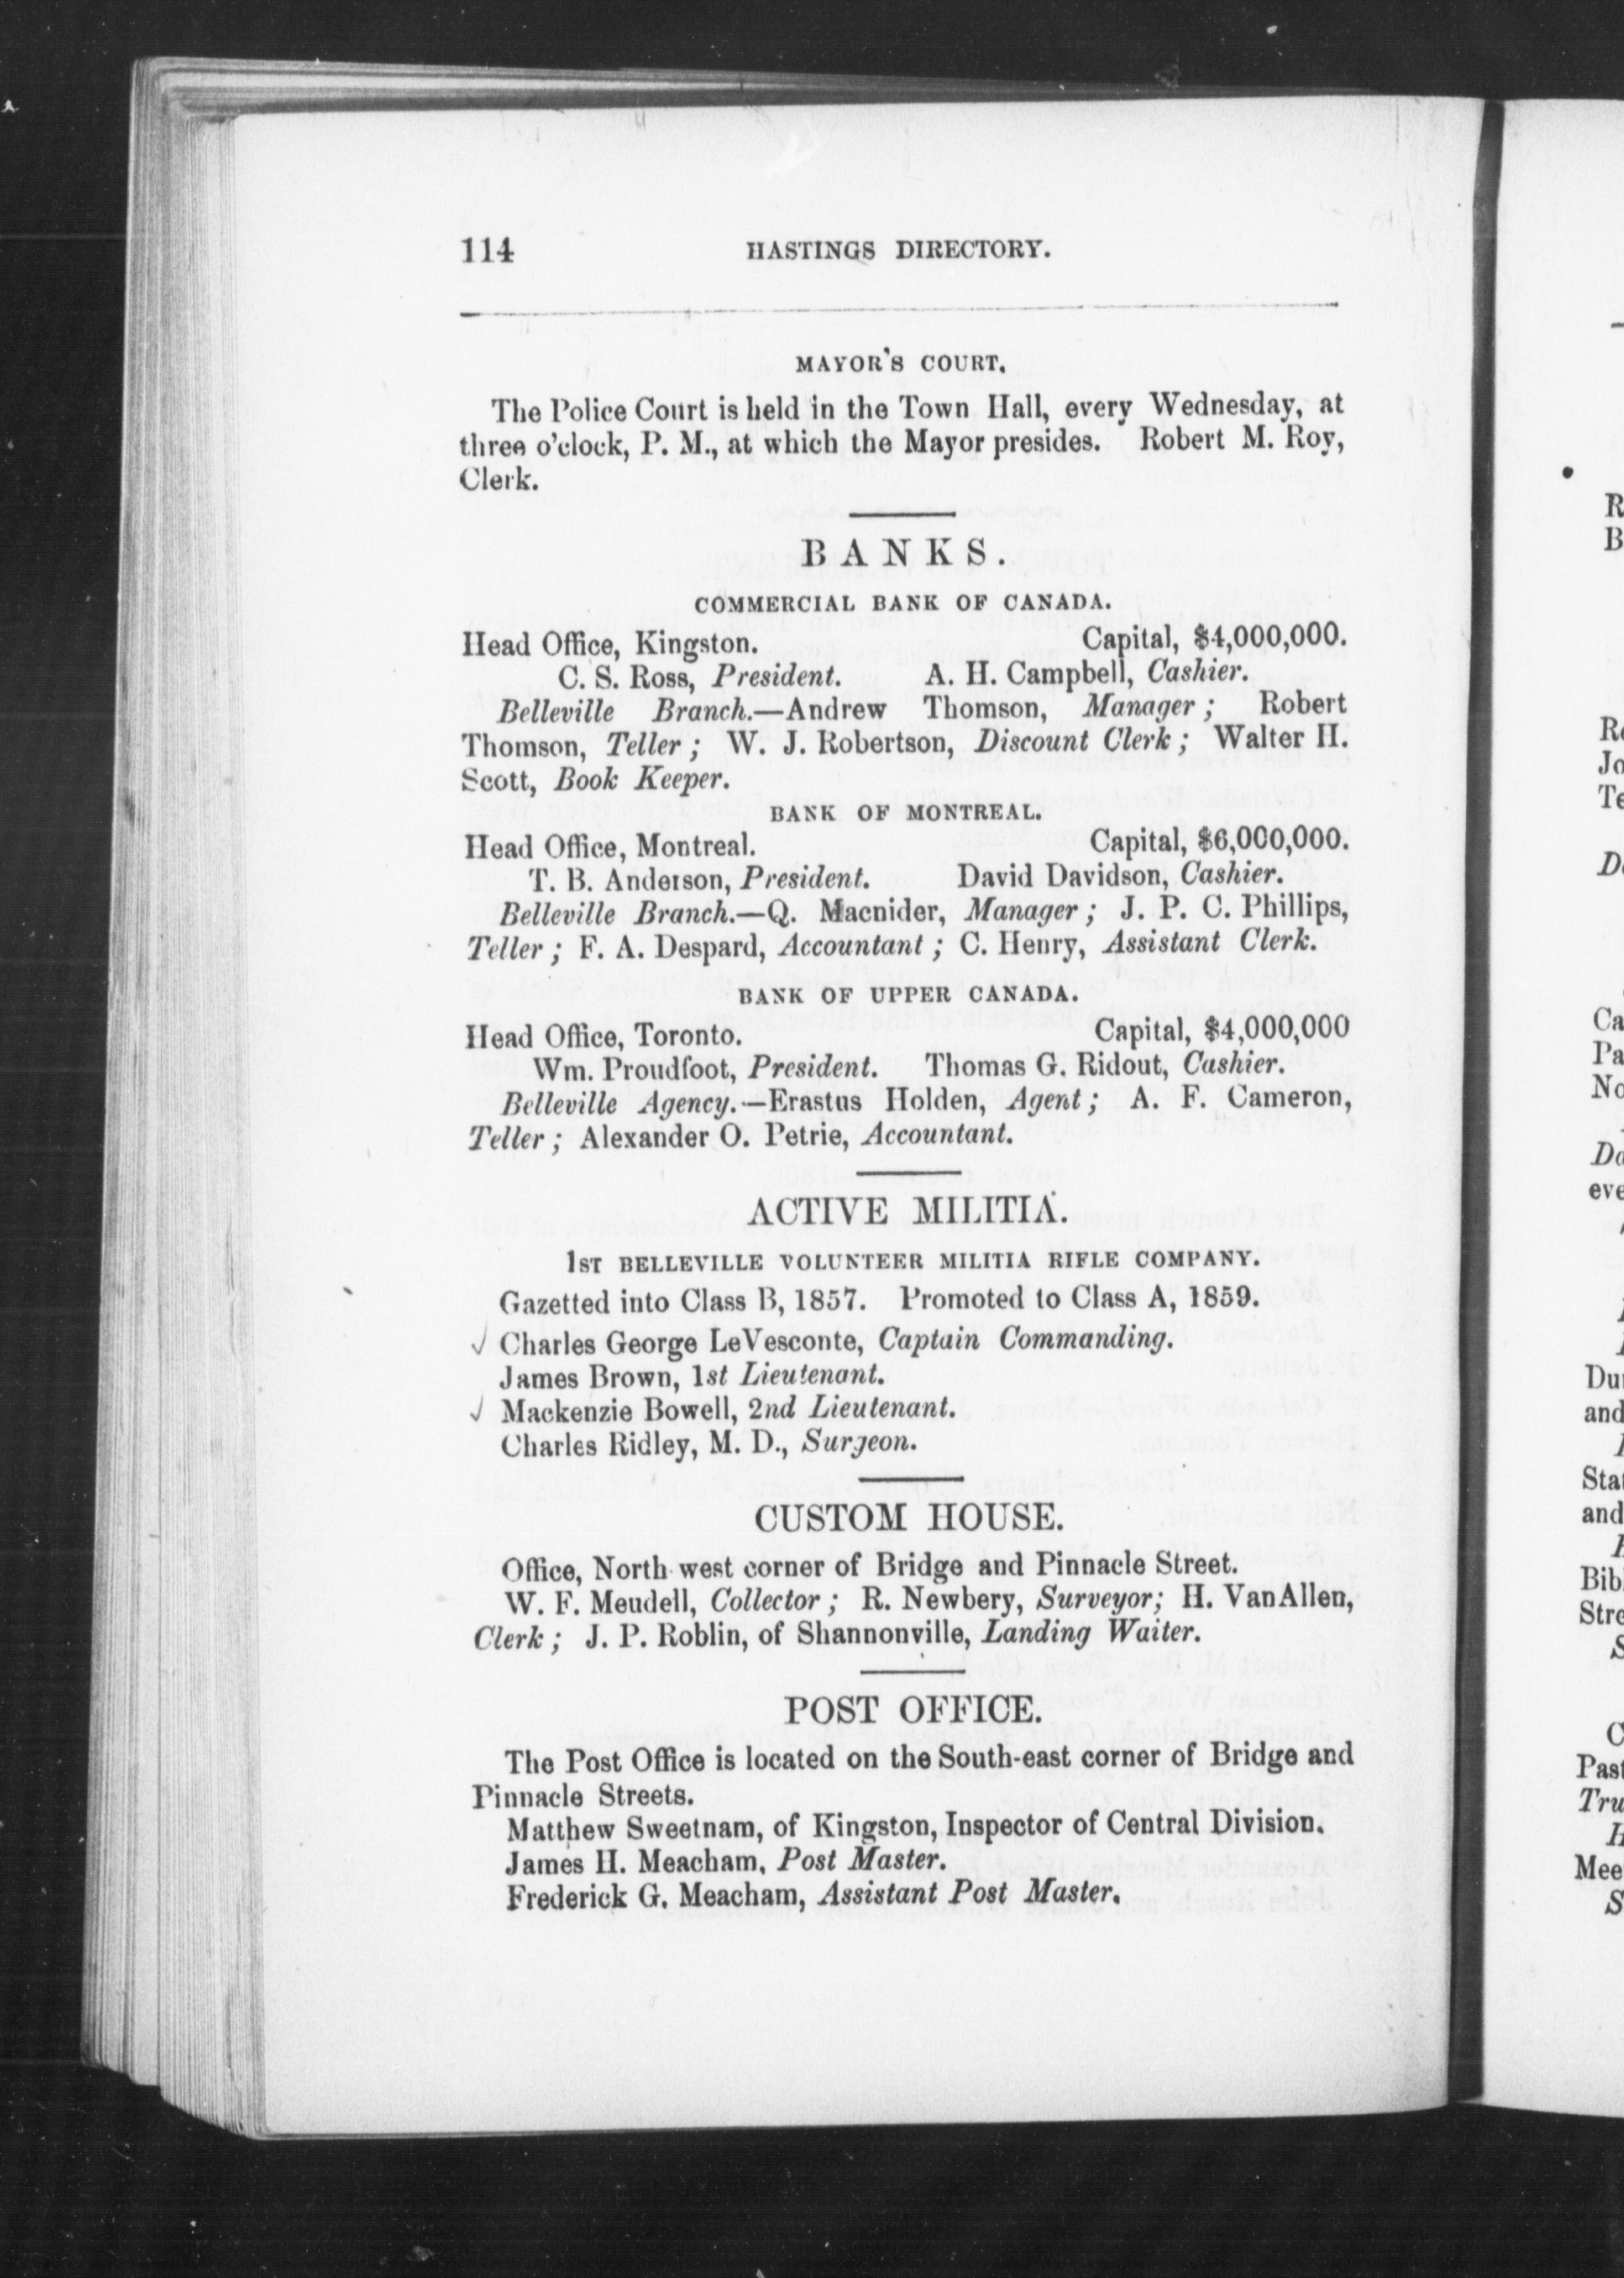 114 HASTINGS DIRECTORY.
MAYOR'S COURT.
The Police Court is held in the Town Hall, every Wednesday, at
three o'clock, P. M., at which the Mayor presides. Robert M. Roy,
Clerk.
BANKS.
COMMERCIAL BANK OF CANADA.
Head Office, Kingston. Capital, $4,000,000.
C. S. Ross, President. A. H. Campbell, Cashier.
Belleville Branch.—Andrew Thomson, Manager; Robert
Thomson, Teller; W. J. Robertson, Discount Clerk; Walter H.
Scott, Book Keeper.
BANK OF MONTREAL.
Head Office, Montreal. Capital, $6,000,000.
T. B. Anderson, President. David Davidson, Cashier.
Belleville Branch.—Q. Macnider, Manager; J. P. C. Phillips,
Teller; F. A. Despard, Accountant; C. Henry, Assistant Clerk.
BANK OF UPPER CANADA.
Head Office, Toronto. Capital, $4,000,000
Wm. Proudfoot, President. Thomas G. Ridout, Cashier.
Belleville Agency.—Erastus Holden, Agent; A. F. Cameron,
Teller; Alexander O. Petrie, Accountant.
ACTIVE MILITIA.
1ST BELLEVILLE VOLUNTEER MILITIA RIFLE COMPANY.
Gazetted into Class B, 1857. Promoted to Class A, 1859.
√ Charles George LeVesconte, Captain Commanding.
James Brown, 1st Lieutenant.
√ Mackenzie Bowell, 2nd Lieutenant.
Charles Ridley, M. D., Surgeon.
CUSTOM HOUSE.
Office, North-west corner of Bridge and Pinnacle Street.
W. F. Meudell, Collector; R. Newbery, Surveyor; H. VanAllen,
Clerk; J. P. Roblin, of Shannonville, Landing Waiter.
POST OFFICE.
The Post Office is located on the South-east corner of Bridge and
Pinnacle Streets.
Matthew Sweetnam, of Kingston, Inspector of Central Division.
James H. Meacham, Post Master.
Frederick G. Meacham, Assistant Post Master.